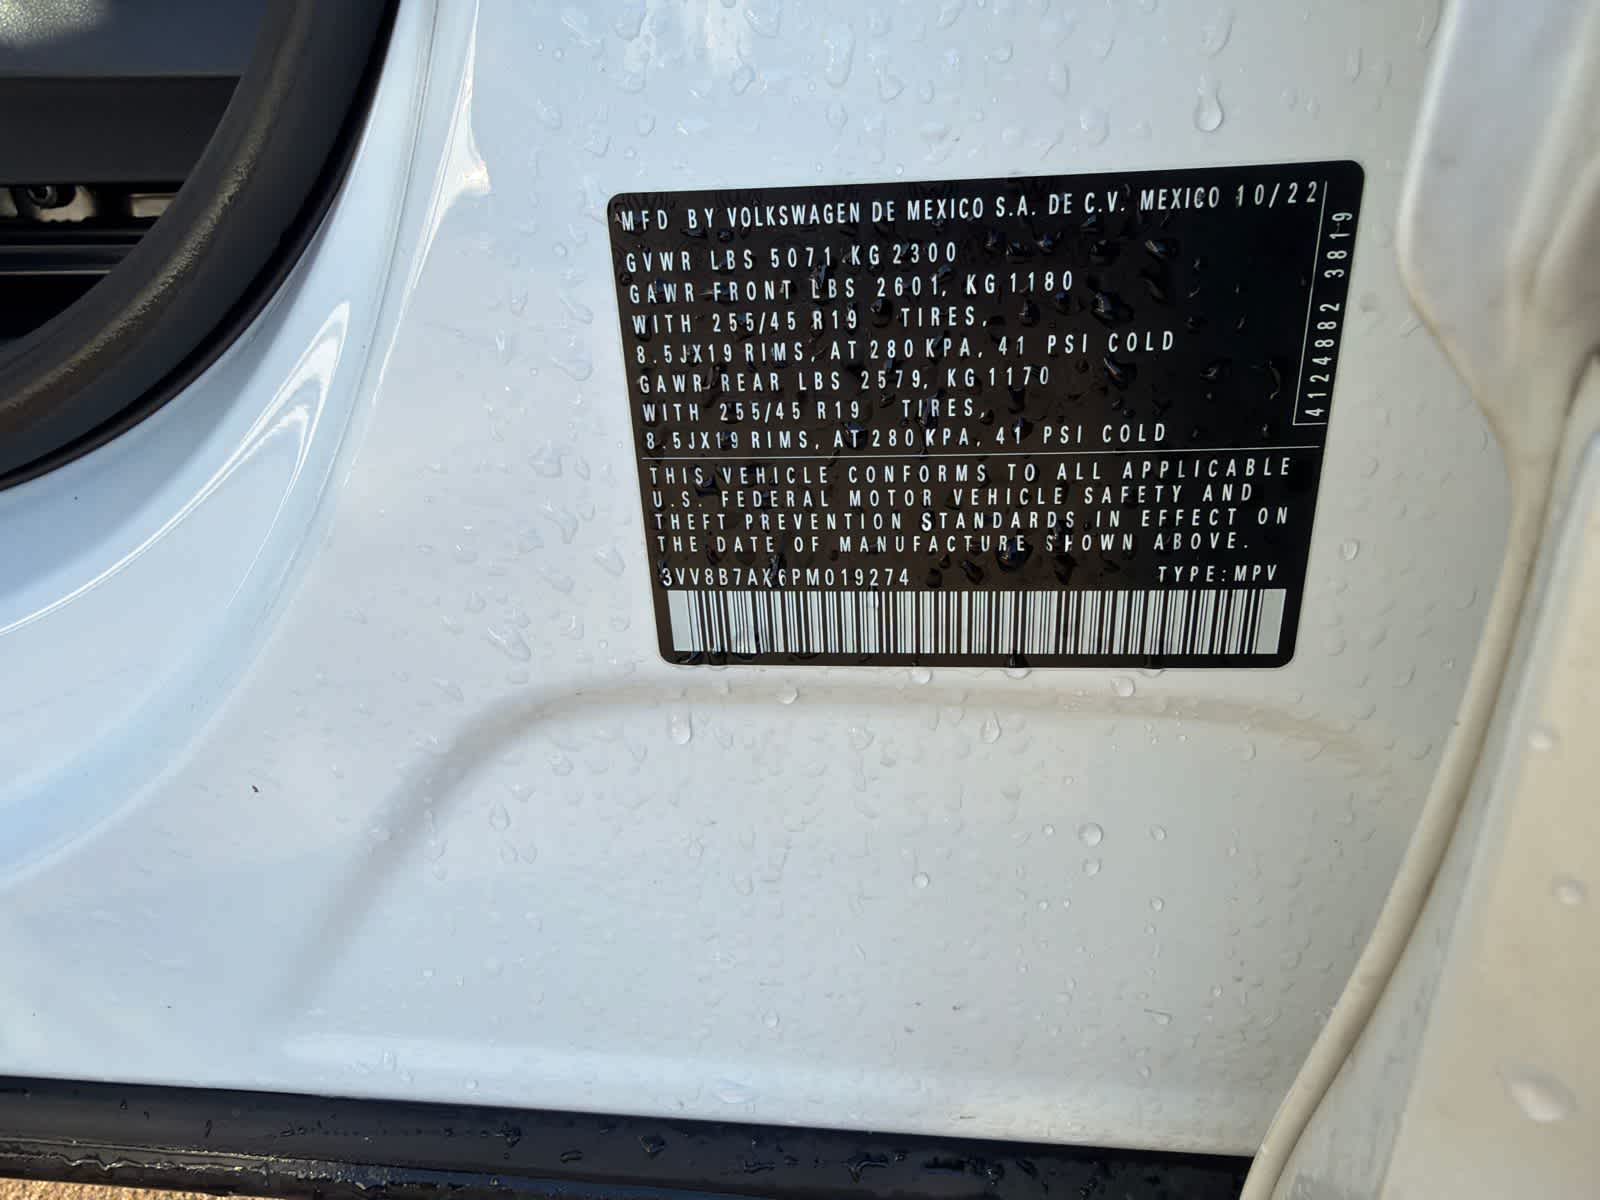 MFD BY VOLKSWAGEN DE MEXICO S.A. DE C.V. MEXICO 10/22
GVWR LBS 5071 KG 2300
GAWR FRONT LBS 2601, KG 1180
WITH 255/45 R19 TIRES,
8.5JX19 RIMS, AT 280 KPA, 41 PSI COLD
GAWR REAR LBS 2579, KG 1170
WITH 255/45 R19 TIRES,
8.5JX19 RIMS, AT 280 KPA, 41 PSI COLD
4124882 3819
THIS VEHICLE CONFORMS TO ALL APPLICABLE
U.S. FEDERAL MOTOR VEHICLE SAFETY AND
THEFT PREVENTION STANDARDS IN EFFECT ON
THE DATE OF MANUFACTURE SHOWN ABOVE.
3VV8B7AX6PM019274 TYPE:MPV